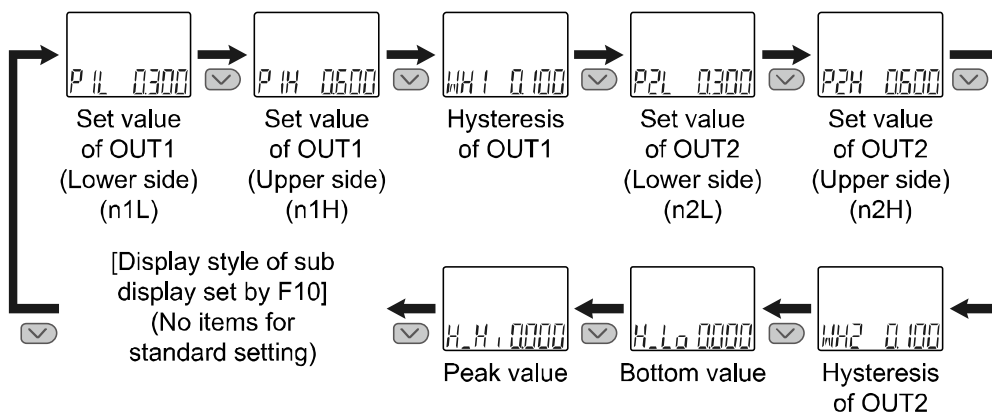 P1L 0.300
P1H 0.600
WH1 0.100
P2L 0.300
P2H 0.600
Set value
of OUT1
(Lower side)
(n1L)
Set value
of OUT1
(Upper side)
(n1H)
Hysteresis
of OUT1
Set value
of OUT2
(Lower side)
(n2L)
Set value
of OUT2
(Upper side)
(n2H)
[Display style of sub
display set by F10]
(No items for
standard setting)
H_Hi 0.000
Peak value
H_Lo 0.000
Bottom value
WH2 0.100
Hysteresis
of OUT2